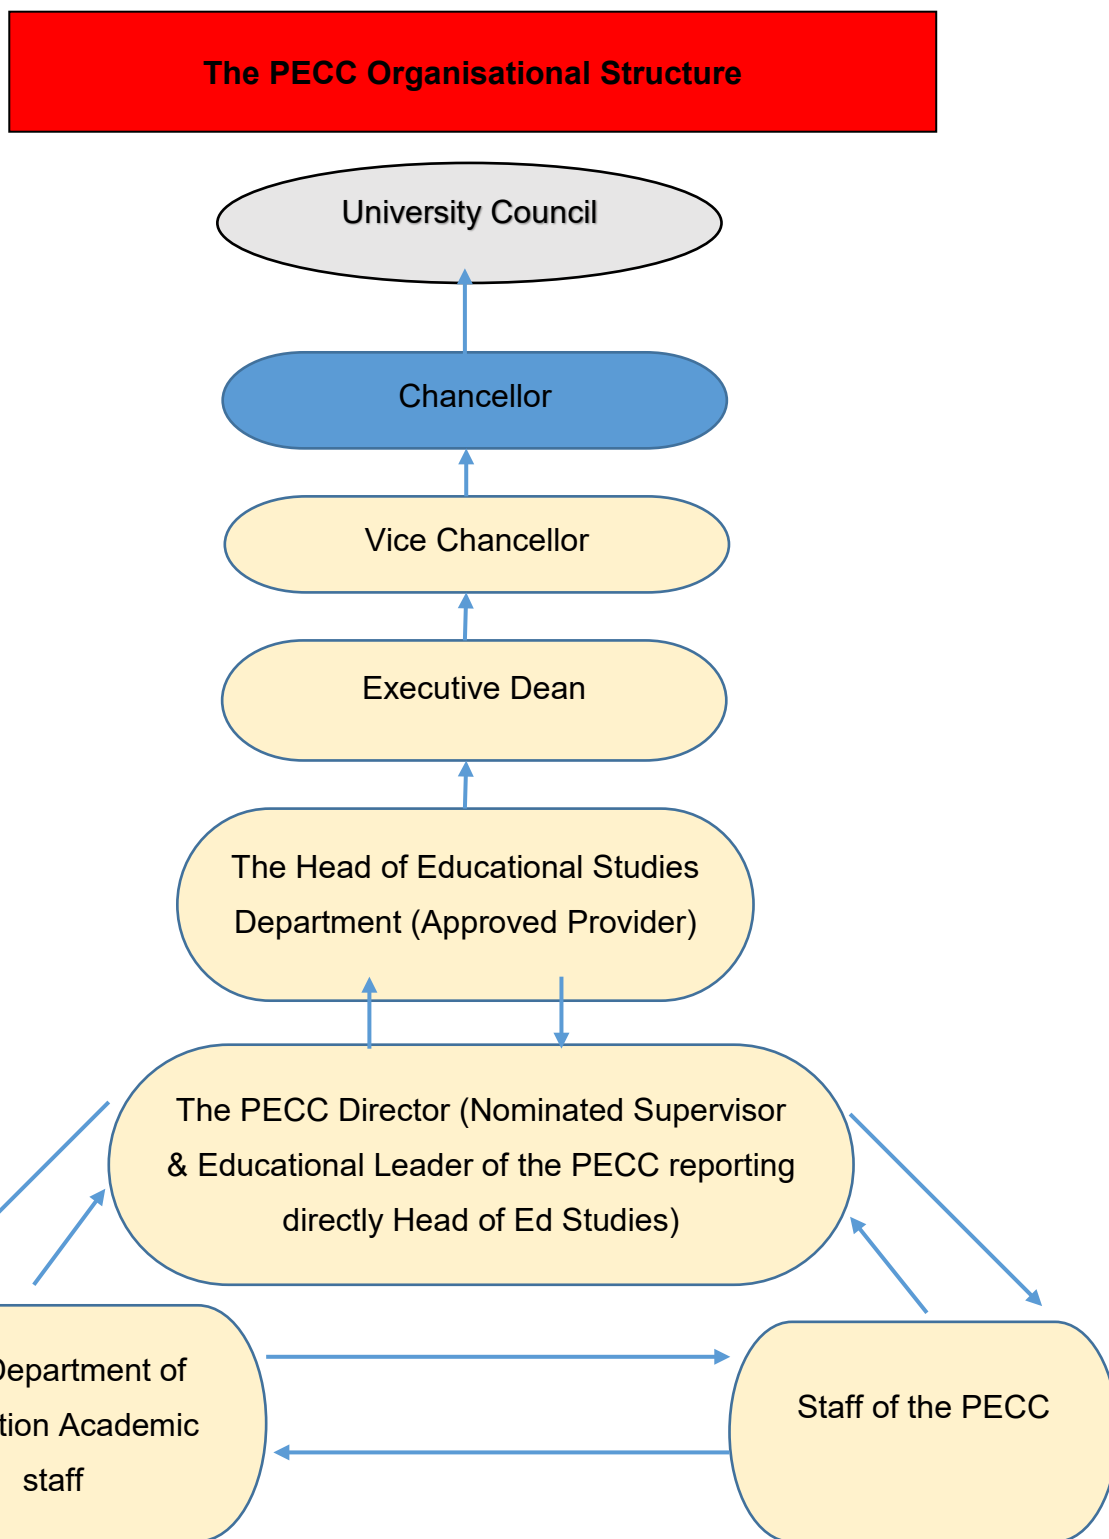 The PECC Organisational Structure
University Council
Chancellor
Vice Chancellor
Executive Dean
The Head of Educational Studies
Department (Approved Provider)
The PECC Director (Nominated Supervisor
& Educational Leader of the PECC reporting
directly Head of Ed Studies)
Department of
Academic
staff
Staff of the PECC